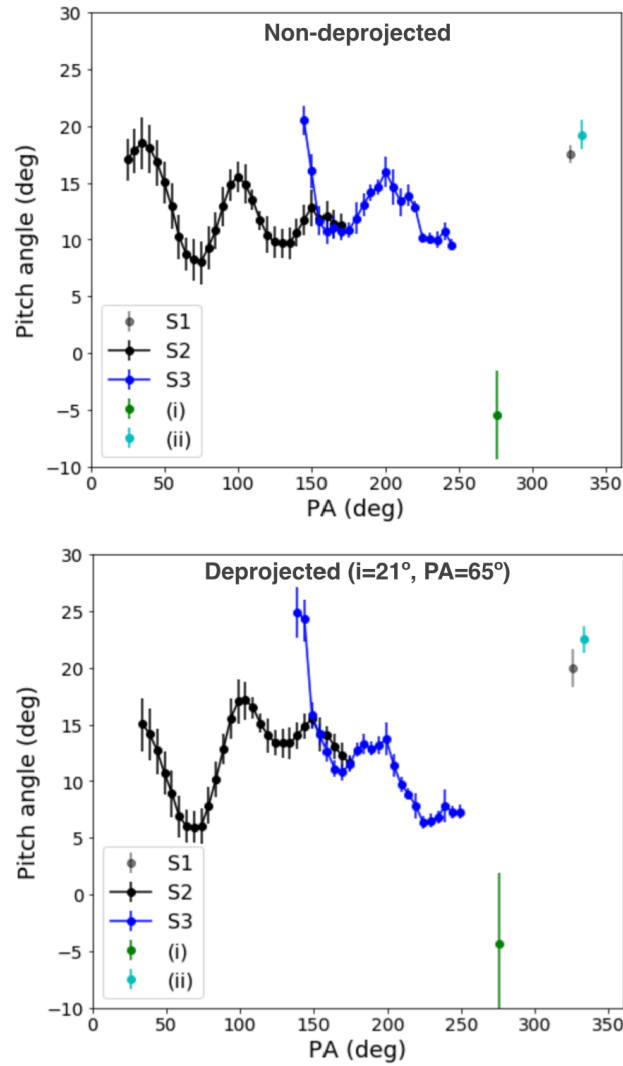 Non-deprojected
30
25
20
15
10
5
0
−5
−10
Pitch angle (deg)
S1
S2
S3
(i)
(ii)
0 50 100 150 200 250 300 350
PA (deg)
Deprojected (i=21º, PA=65º)
30
25
20
15
10
5
0
−5
−10
Pitch angle (deg)
S1
S2
S3
(i)
(ii)
0 50 100 150 200 250 300 350
PA (deg)